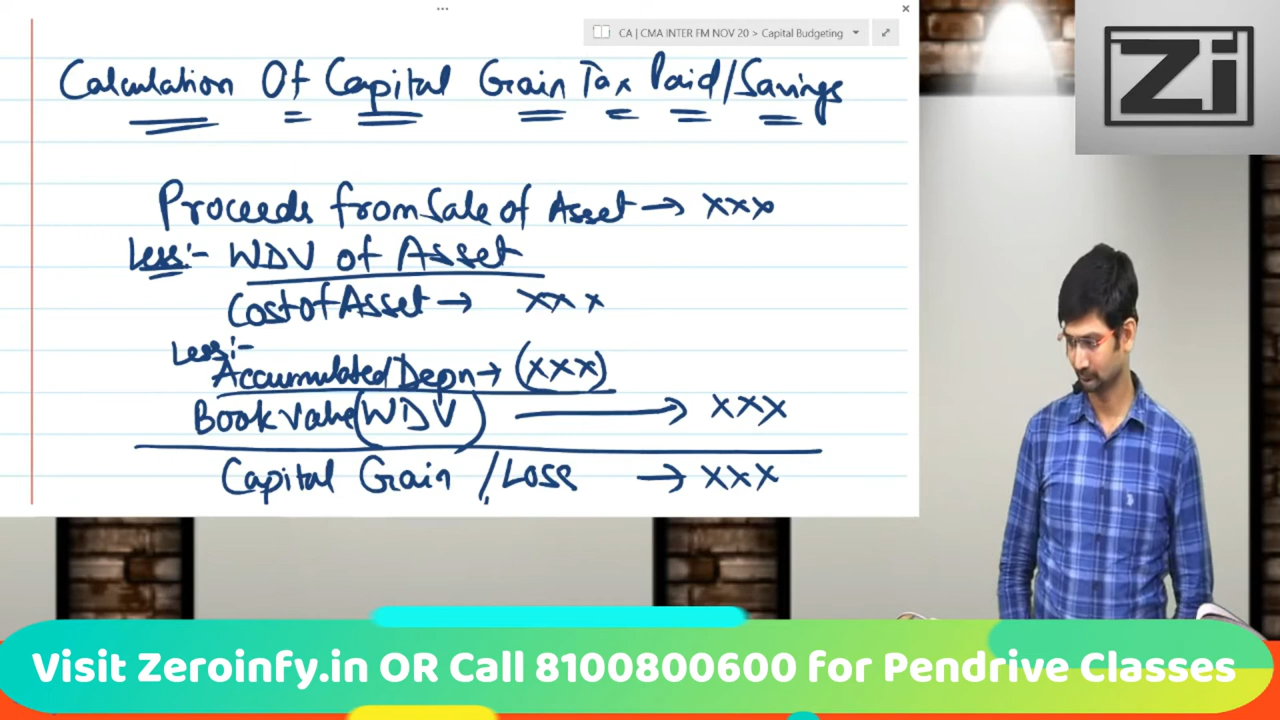 CA | CMA INTER FM NOV 20 > Capital Budgeting
Zi
Calculation Of Capital Grain Tax Paid/Savings
Proceeds from Sale of Asset → xxx
Less:- WDV of Asset
Cost of Asset → xxx
Less:-
Accumulated Depn → (xxx)
Book Value (WDV) → xxx
Capital Grain / Loss → xxx
Visit Zeroinfy.in OR Call 8100800600 for Pendrive Classes